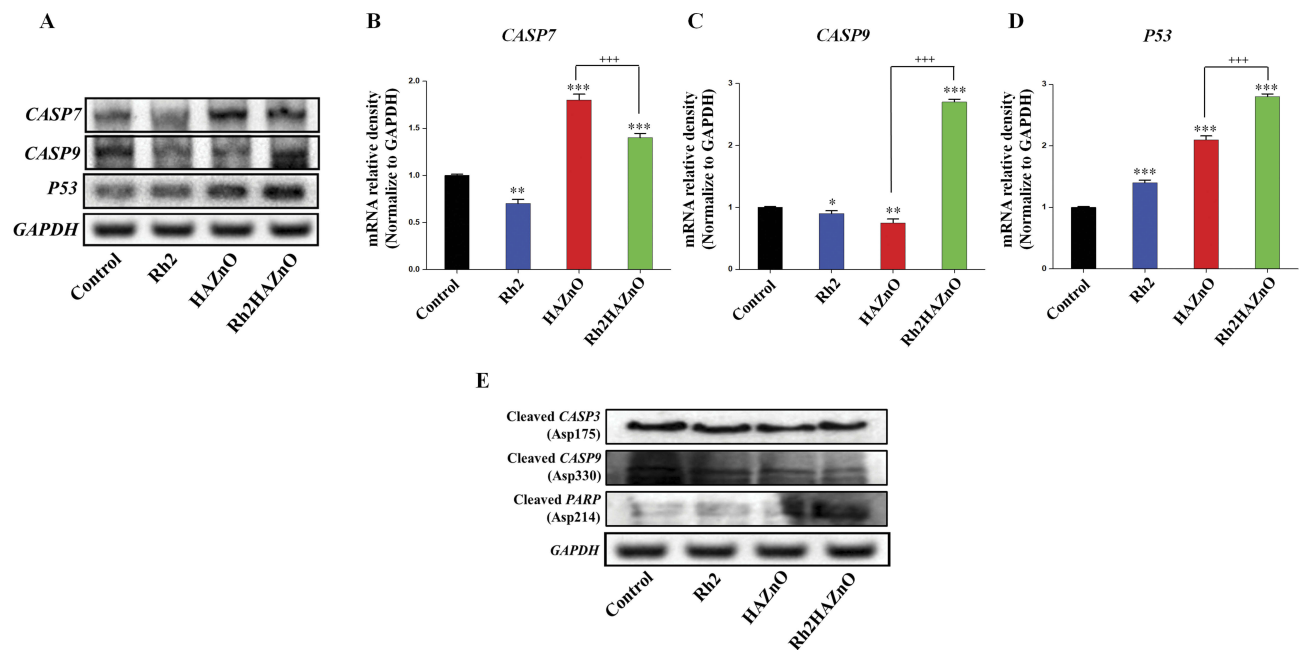 A
CASP7
CASP9
P53
GAPDH
Control
Rh2
HAZnO
Rh2HAZnO
B
CASP7
mRNA relative density
(Normalize to GAPDH)
2.0
1.5
1.0
0.5
0.0
**
***
***
+++
Control
Rh2
HAZnO
Rh2HAZnO
C
CASP9
mRNA relative density
(Normalize to GAPDH)
3
2
1
0
*
**
***
+++
Control
Rh2
HAZnO
Rh2HAZnO
D
P53
mRNA relative density
(Normalize to GAPDH)
3
2
1
0
***
***
***
+++
Control
Rh2
HAZnO
Rh2HAZnO
E
Cleaved CASP3
(Asp175)
Cleaved CASP9
(Asp330)
Cleaved PARP
(Asp214)
GAPDH
Control
Rh2
HAZnO
Rh2HAZnO